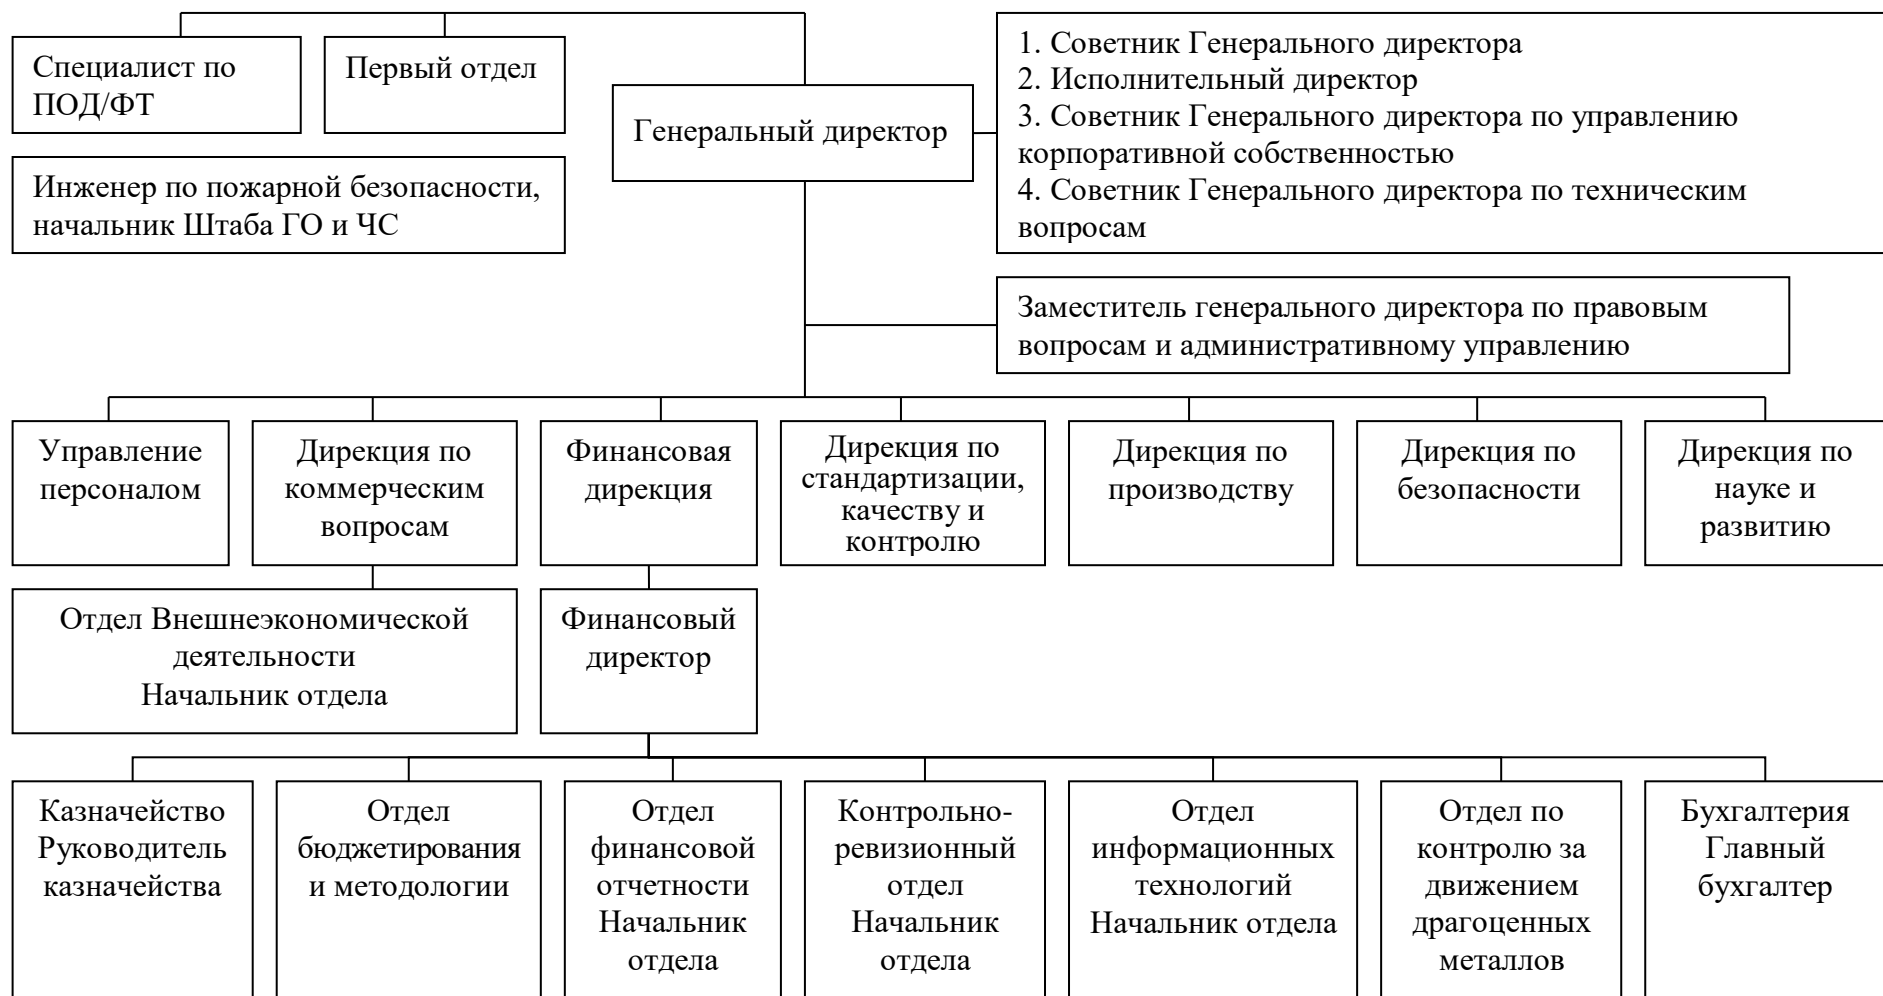 Специалист по
ПОД/ФТ
Первый отдел
Инженер по пожарной безопасности,
начальник Штаба ГО и ЧС
Генеральный директор
1. Советник Генерального директора
2. Исполнительный директор
3. Советник Генерального директора по управлению
корпоративной собственностью
4. Советник Генерального директора по техническим
вопросам
Заместитель генерального директора по правовым
вопросам и административному управлению
Управление
персоналом
Дирекция по
коммерческим
вопросам
Финансовая
дирекция
Дирекция по
стандартизации,
качеству и
контролю
Дирекция по
производству
Дирекция по
безопасности
Дирекция по
науке и
развитию
Отдел Внешнеэкономической
деятельности
Начальник отдела
Финансовый
директор
Казначейство
Руководитель
казначейства
Отдел
бюджетирования
и методологии
Отдел
финансовой
отчетности
Начальник
отдела
Контрольно-
ревизионный
отдел
Начальник
отдела
Отдел
информационных
технологий
Начальник отдела
Отдел по
контролю за
движением
драгоценных
металлов
Бухгалтерия
Главный
бухгалтер